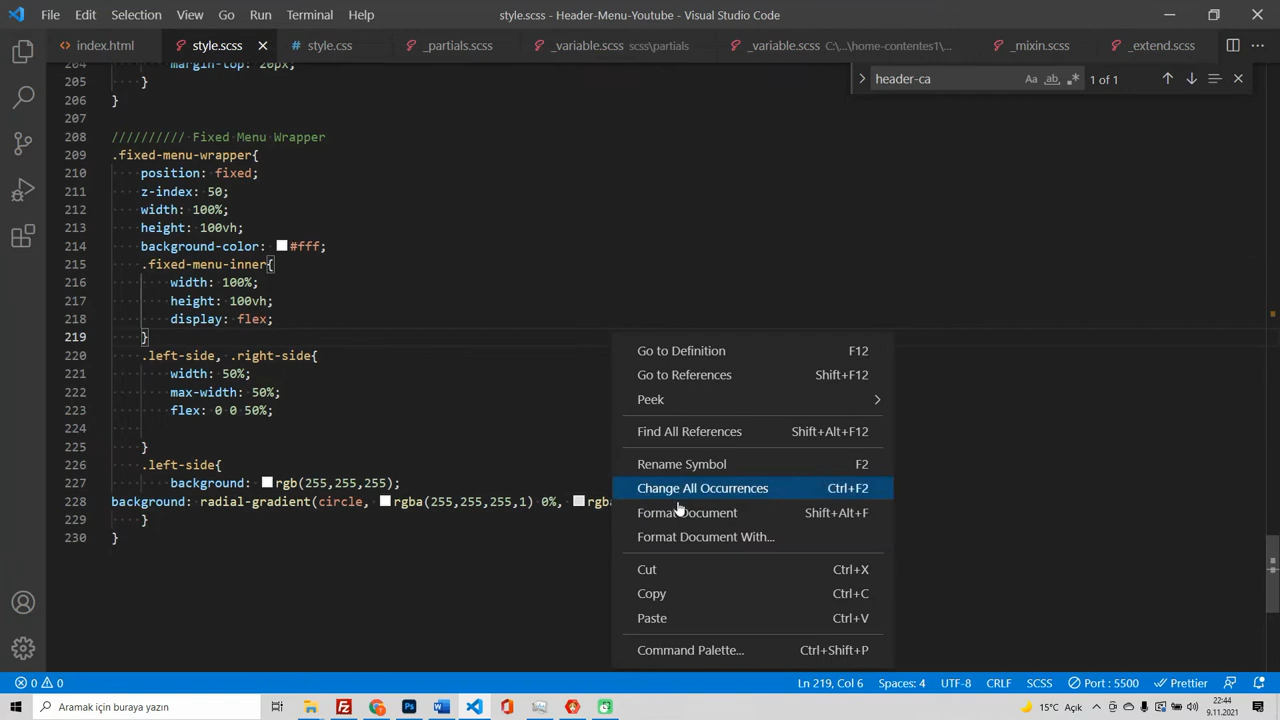 File Edit Selection View Go Run Terminal Help style.scss - Header-Menu-Youtube - Visual Studio Code
index.html style.scss style.css _partials.scss _variable.scss scss\partials _variable.scss C:\...\home-contentes1\... _mixin.scss _extend.scss
header-ca Aa ab 1 of 1
204 margin-top: 20px;
205 }
206 }
207
208 ////////// Fixed Menu Wrapper
209 .fixed-menu-wrapper{
210 position: fixed;
211 z-index: 50;
212 width: 100%;
213 height: 100vh;
214 background-color: #fff;
215 .fixed-menu-inner{
216 width: 100%;
217 height: 100vh;
218 display: flex;
219 }
220 .left-side, .right-side{
221 width: 50%;
222 max-width: 50%;
223 flex: 0 0 50%;
224
225 }
226 .left-side{
227 background: rgb(255,255,255);
228 background: radial-gradient(circle, rgba(255,255,255,1) 0%, rgba
229 }
230 }
Go to Definition F12
Go to References Shift+F12
Peek
Find All References Shift+Alt+F12
Rename Symbol F2
Change All Occurrences Ctrl+F2
Format Document Shift+Alt+F
Format Document With...
Cut Ctrl+X
Copy Ctrl+C
Paste Ctrl+V
Command Palette... Ctrl+Shift+P
0 0 Ln 219, Col 6 Spaces: 4 UTF-8 CRLF SCSS Port : 5500 Prettier
Aramak için buraya yazın 15°C Açık 22:44
9.11.2021